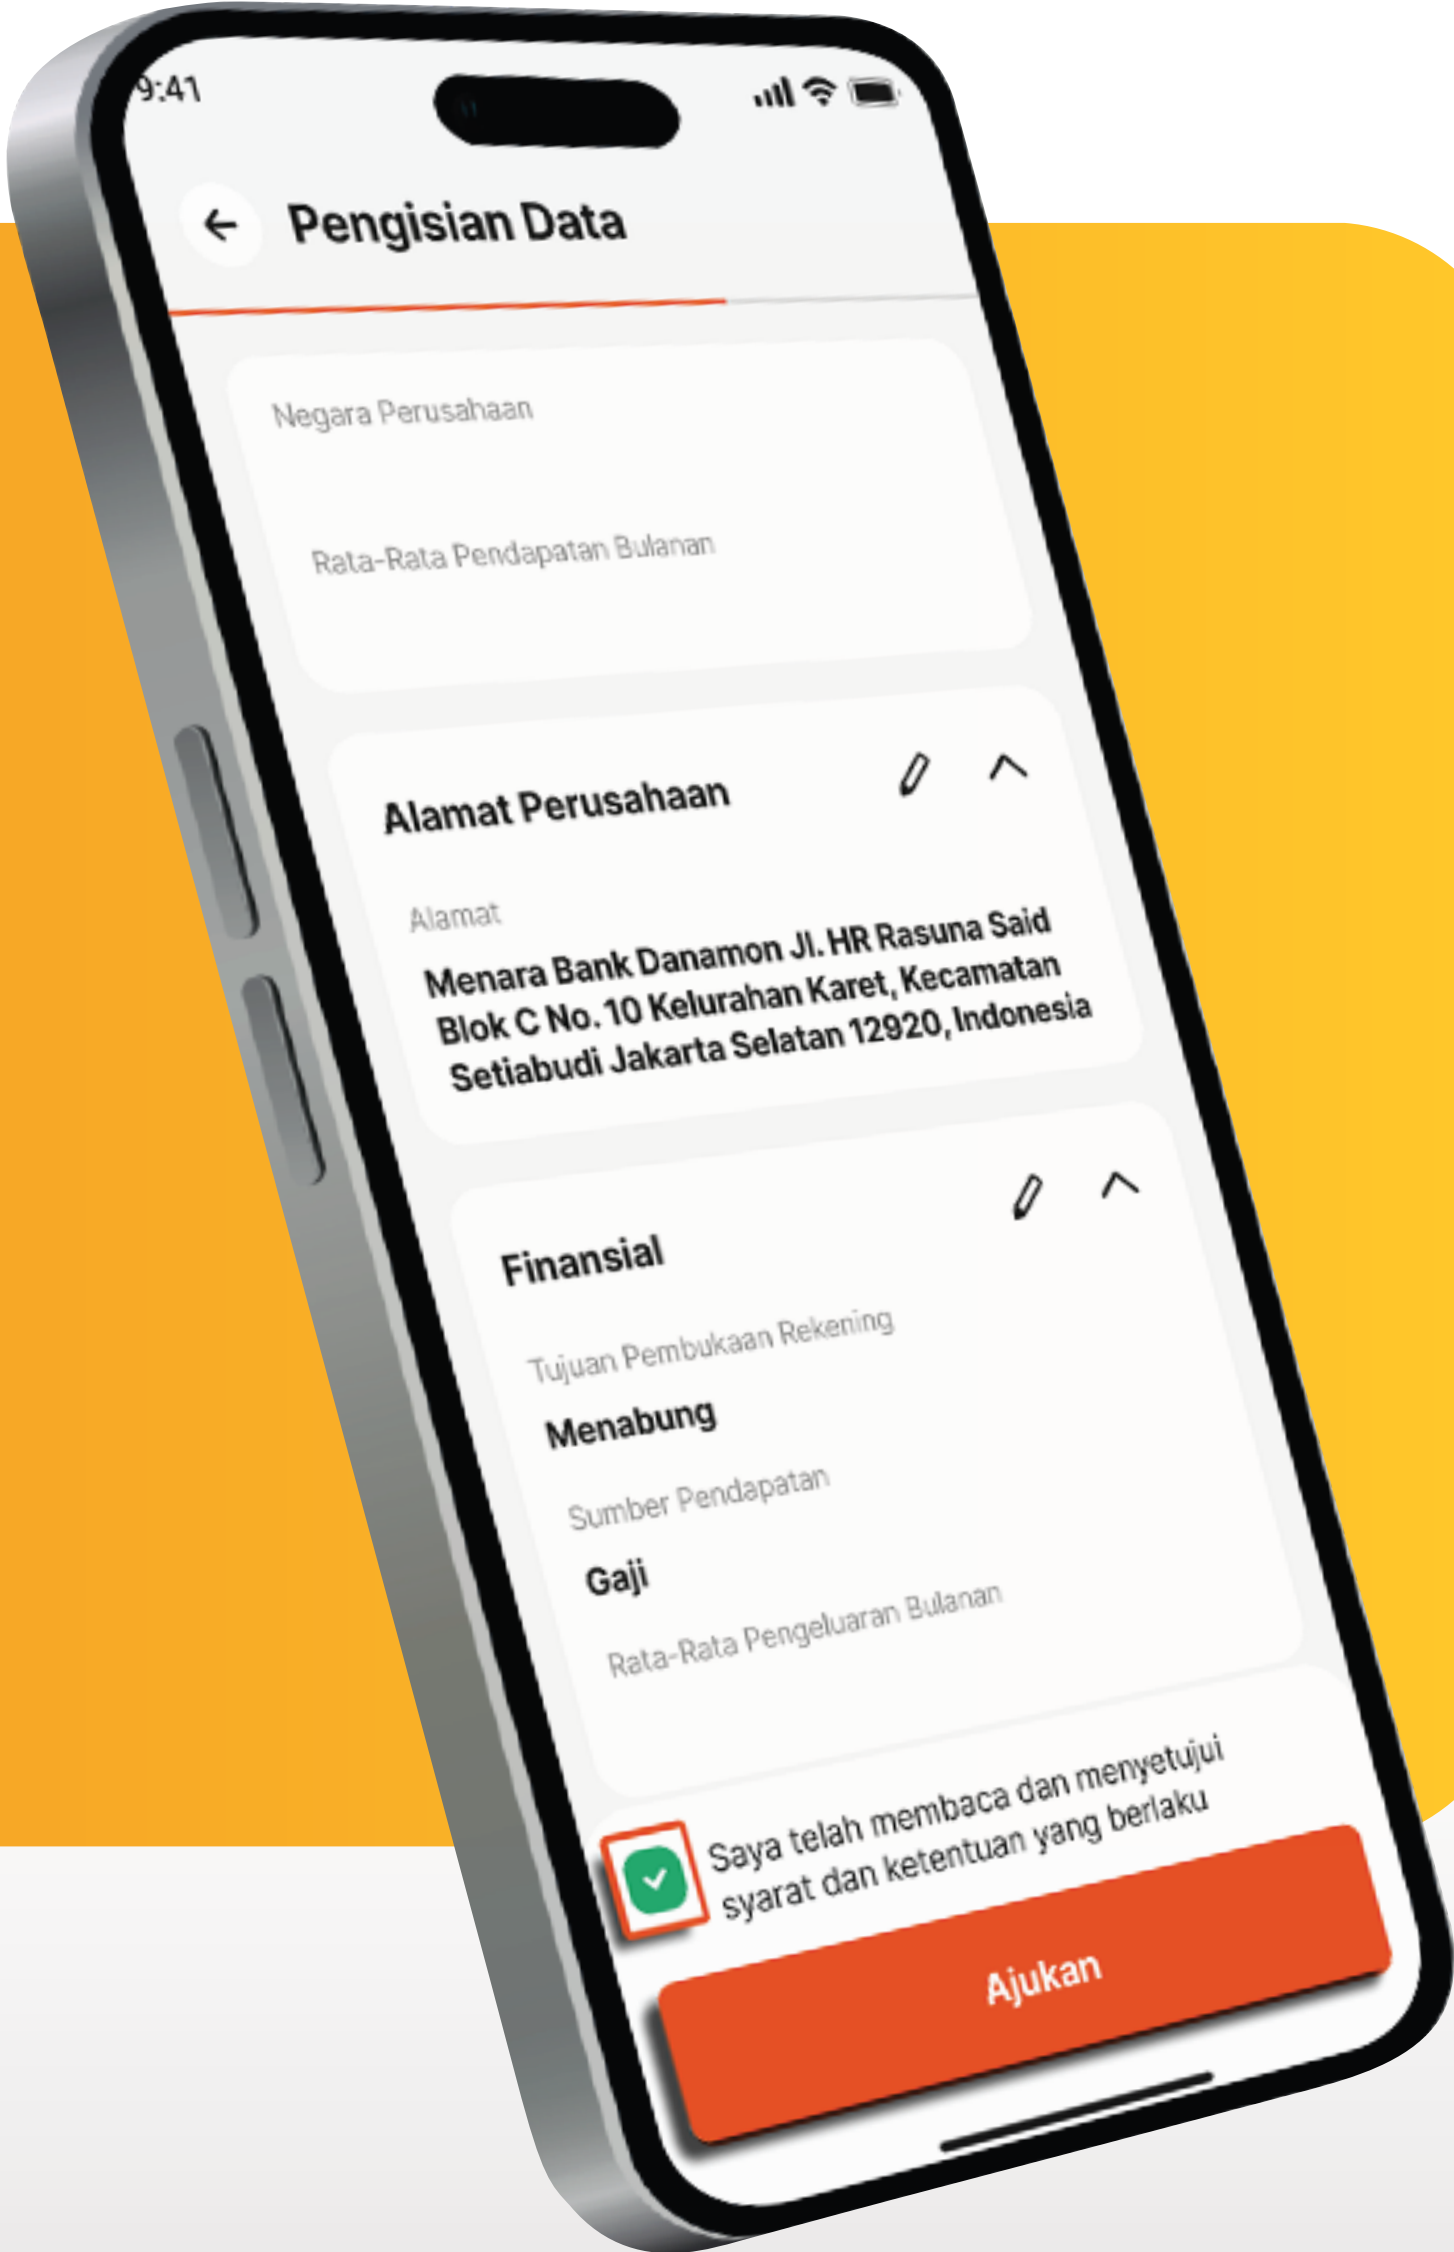 9:41
Pengisian Data
Negara Perusahaan
Rata-Rata Pendapatan Bulanan
Alamat Perusahaan
Alamat
Menara Bank Danamon Jl. HR Rasuna Said
Blok C No. 10 Kelurahan Karet, Kecamatan
Setiabudi Jakarta Selatan 12920, Indonesia
Finansial
Tujuan Pembukaan Rekening
Menabung
Sumber Pendapatan
Gaji
Rata-Rata Pengeluaran Bulanan
Saya telah membaca dan menyetujui
syarat dan ketentuan yang berlaku
Ajukan